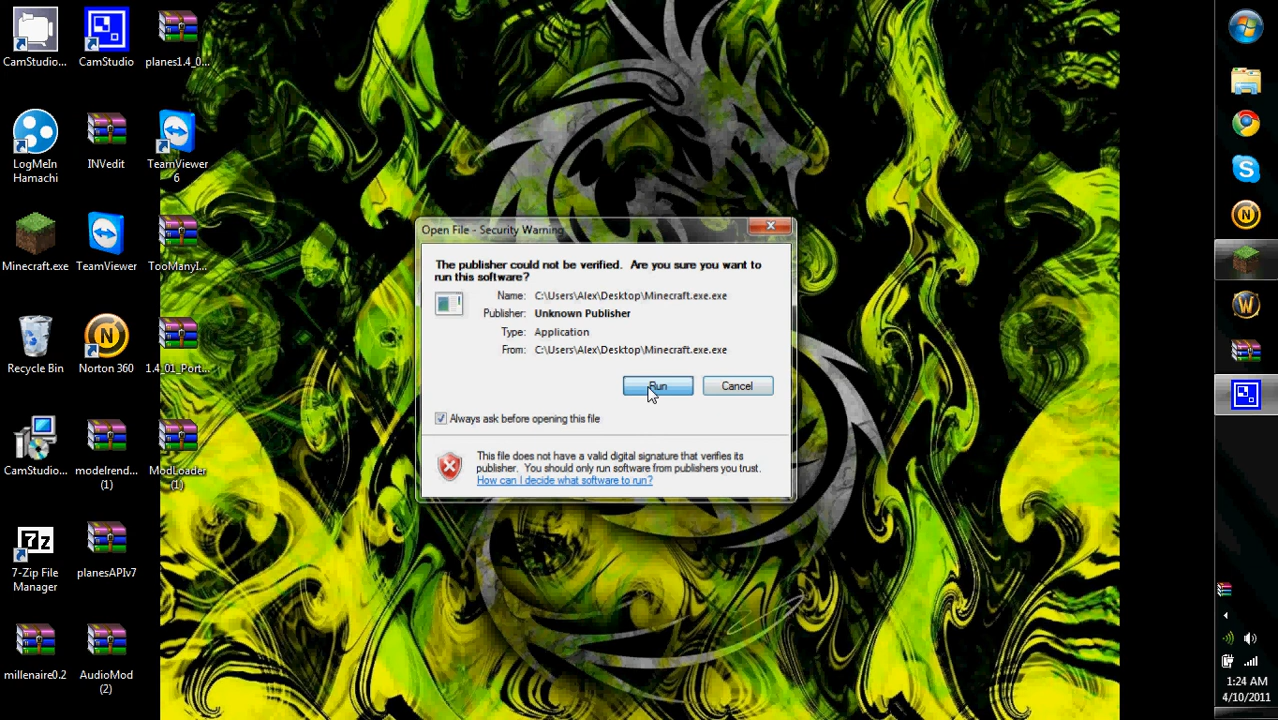 CamStudio...
CamStudio
planes1.4_0...
LogMeIn
Hamachi
INVedit
TeamViewer
6
Minecraft.exe
TeamViewer
TooManyI...
Recycle Bin
Norton 360
1.4_01_Port...
CamStudio...
modelrend...
(1)
ModLoader
(1)
7z
7-Zip File
Manager
planesAPIv7
millenaire0.2
AudioMod
(2)
Open File - Security Warning
The publisher could not be verified. Are you sure you want to
run this software?
Name: C:\Users\Alex\Desktop\Minecraft.exe.exe
Publisher: Unknown Publisher
Type: Application
From: C:\Users\Alex\Desktop\Minecraft.exe.exe
Run
Cancel
Always ask before opening this file
This file does not have a valid digital signature that verifies its
publisher. You should only run software from publishers you trust.
How can I decide what software to run?
1:24 AM
4/10/2011